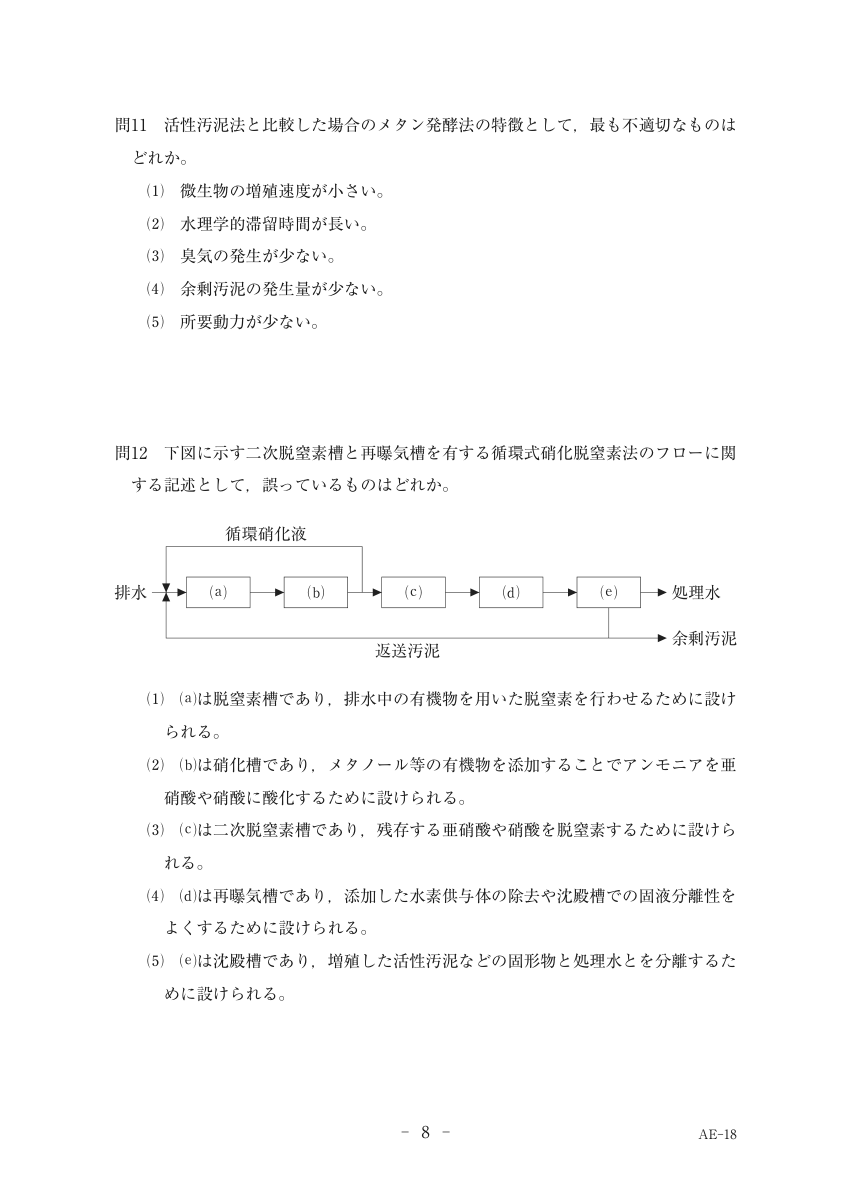 問11　活性汚泥法と比較した場合のメタン発酵法の特徴として，最も不適切なものは
どれか。
(1)　微生物の増殖速度が小さい。
(2)　水理学的滞留時間が長い。
(3)　臭気の発生が少ない。
(4)　余剰汚泥の発生量が少ない。
(5)　所要動力が少ない。
問12　下図に示す二次脱窒素槽と再曝気槽を有する循環式硝化脱窒素法のフローに関
する記述として，誤っているものはどれか。
循環硝化液
排水　(a)　(b)　(c)　(d)　(e)　処理水
余剰汚泥
返送汚泥
(1)　(a)は脱窒素槽であり，排水中の有機物を用いた脱窒素を行わせるために設け
られる。
(2)　(b)は硝化槽であり，メタノール等の有機物を添加することでアンモニアを亜
硝酸や硝酸に酸化するために設けられる。
(3)　(c)は二次脱窒素槽であり，残存する亜硝酸や硝酸を脱窒素するために設けら
れる。
(4)　(d)は再曝気槽であり，添加した水素供与体の除去や沈殿槽での固液分離性を
よくするために設けられる。
(5)　(e)は沈殿槽であり，増殖した活性汚泥などの固形物と処理水とを分離するた
めに設けられる。
－ 8 －
AE-18